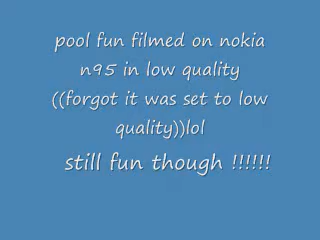 pool fun filmed on nokia
n95 in low quality
((forgot it was set to low
quality))lol
still fun though !!!!!!